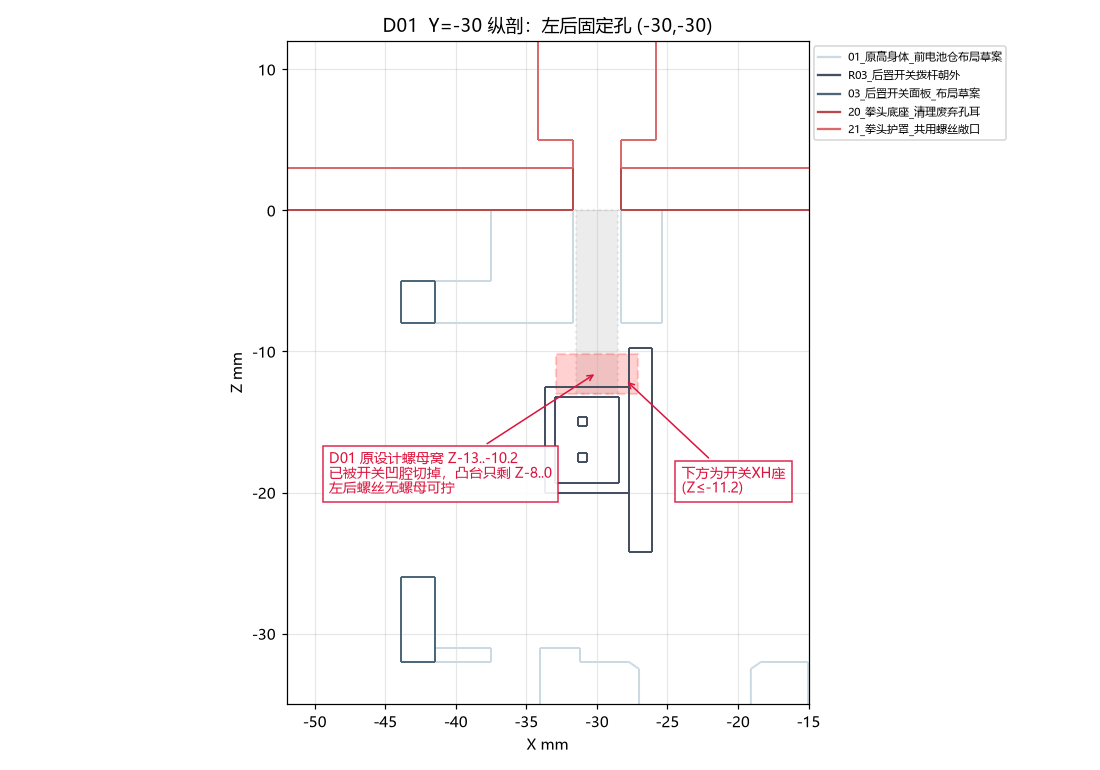 D01  Y=-30 纵剖：左后固定孔 (-30,-30)
01_原高身体_前电池仓布局草案
R03_后置开关拨杆朝外
03_后置开关面板_布局草案
20_拳头底座_清理废弃孔耳
21_拳头护罩_共用螺丝敞口
10
0
-10
-20
-30
Z mm
D01 原设计螺母窝 Z-13..-10.2
已被开关凹腔切掉，凸台只剩 Z-8..0
左后螺丝无螺母可拧
下方为开关XH座
(Z≤-11.2)
-50
-45
-40
-35
-30
-25
-20
-15
X mm